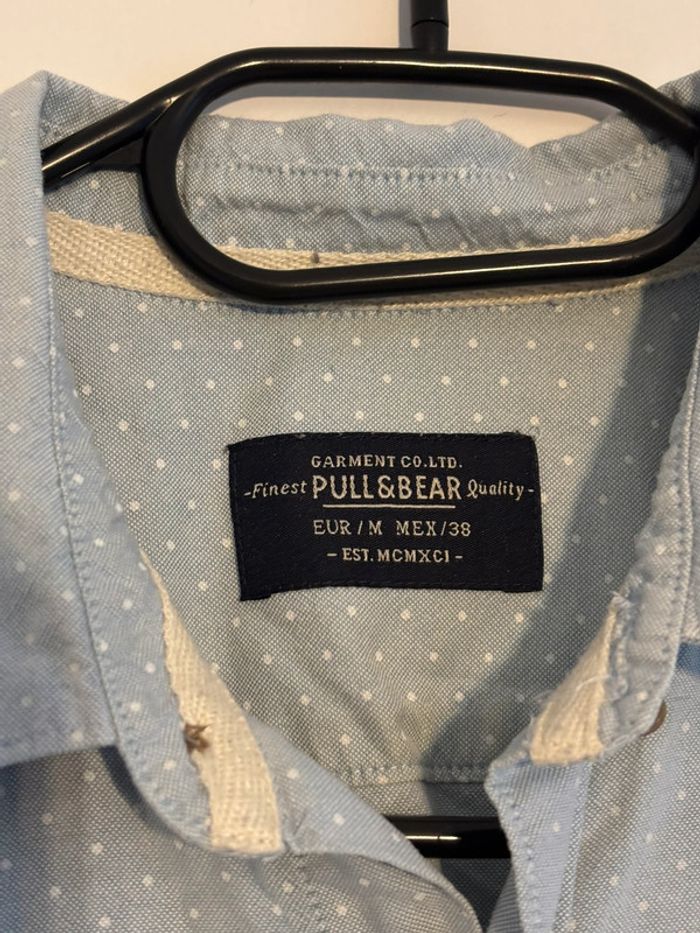 GARMENT CO.LTD.
-Finest PULL&BEAR Quality-
EUR/M MEX/38
- EST. MCMXCI -